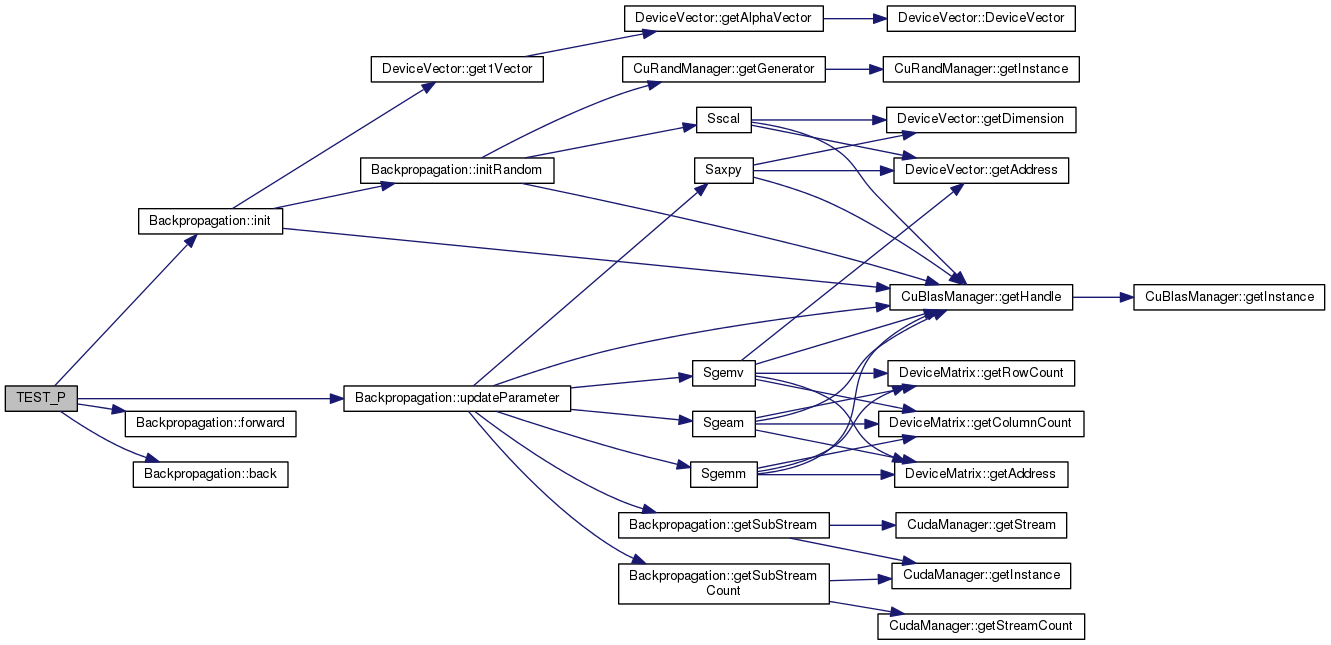 DeviceVector::getAlphaVector
DeviceVector::DeviceVector
DeviceVector::get1Vector
CuRandManager::getGenerator
CuRandManager::getInstance
Sscal
DeviceVector::getDimension
Backpropagation::initRandom
Saxpy
DeviceVector::getAddress
Backpropagation::init
CuBlasManager::getHandle
CuBlasManager::getInstance
TEST_P
Backpropagation::updateParameter
Sgemv
DeviceMatrix::getRowCount
Backpropagation::forward
Sgeam
DeviceMatrix::getColumnCount
Backpropagation::back
Sgemm
DeviceMatrix::getAddress
Backpropagation::getSubStream
CudaManager::getStream
Backpropagation::getSubStream
Count
CudaManager::getInstance
CudaManager::getStreamCount